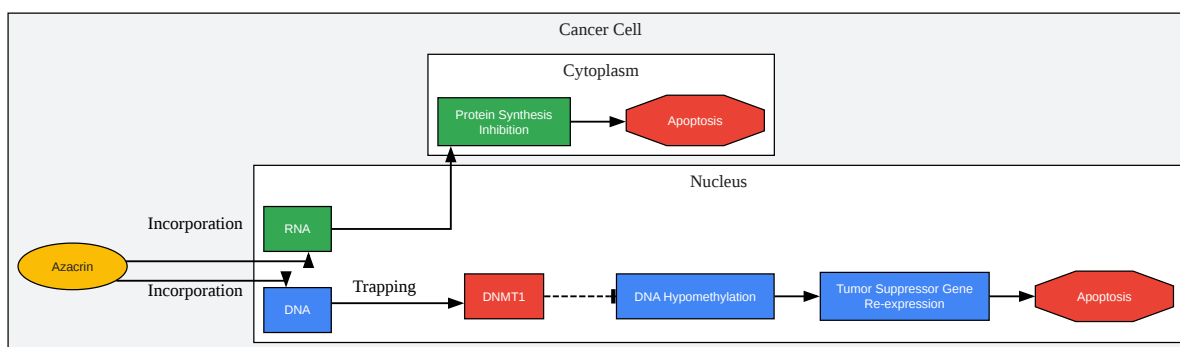 Cancer Cell
Cytoplasm
Protein Synthesis
Inhibition
Apoptosis
Nucleus
Incorporation
RNA
Azacrin
Incorporation
DNA
Trapping
DNMT1
DNA Hypomethylation
Tumor Suppressor Gene
Re-expression
Apoptosis